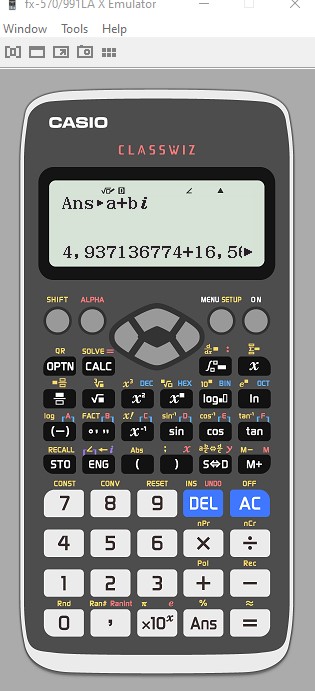 fx-570/991LA X Emulator
Window Tools Help
CASIO
CLASSWIZ
Ans▶a+bi
4,937136774+16,5
SHIFT ALPHA MENU SETUP ON
QR SOLVE =
OPTN CALC x
DEC HEX BIN OCT
log ln
log A FACT B x! C sin⁻¹ D cos⁻¹ E tan⁻¹ F
(−) x⁻¹ sin cos tan
RECALL Abs M− M
STO ENG ( ) S⇔D M+
CONST CONV RESET INS UNDO OFF
7 8 9 DEL AC
nPr nCr
4 5 6 × ÷
Pol Rec
1 2 3 + −
Rnd Ran# RanInt π e % ≈
0 , ×10ˣ Ans =